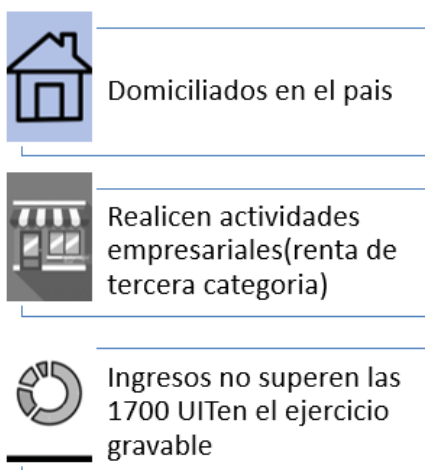 Domiciliados en el pais
Realicen actividades
empresariales(renta de
tercera categoria)
Ingresos no superen las
1700 UITen el ejercicio
gravable